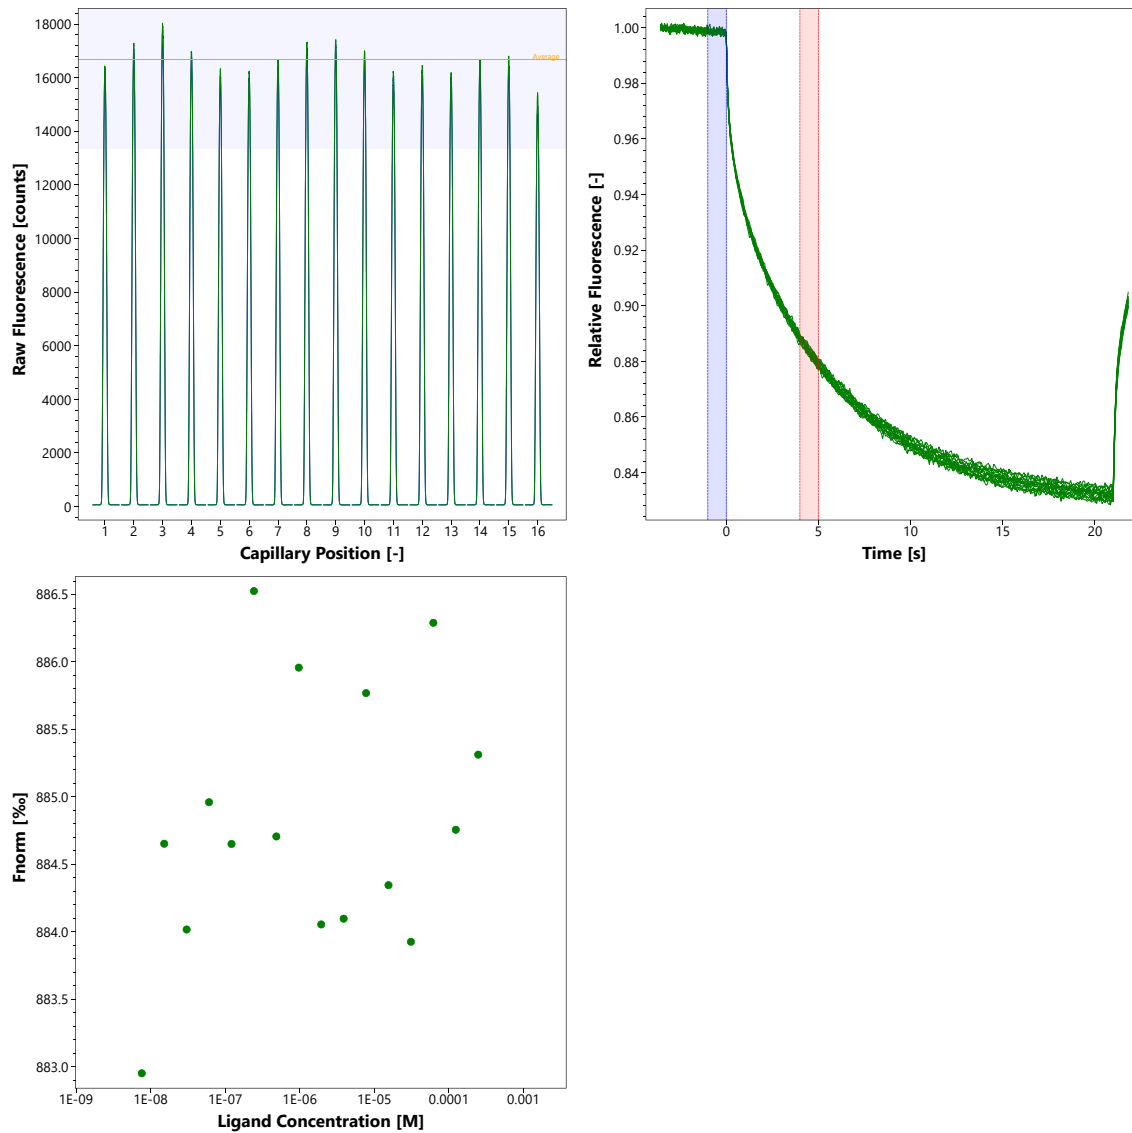 18000
16000
14000
12000
10000
8000
6000
4000
2000
0
Raw Fluorescence [counts]
Average
1 2 3 4 5 6 7 8 9 10 11 12 13 14 15 16
Capillary Position [-]
1.00
0.98
0.96
0.94
0.92
0.90
0.88
0.86
0.84
Relative Fluorescence [-]
0 5 10 15 20
Time [s]
886.5
886.0
885.5
885.0
884.5
884.0
883.5
883.0
Fnorm [‰]
1E-09 1E-08 1E-07 1E-06 1E-05 0.0001 0.001
Ligand Concentration [M]